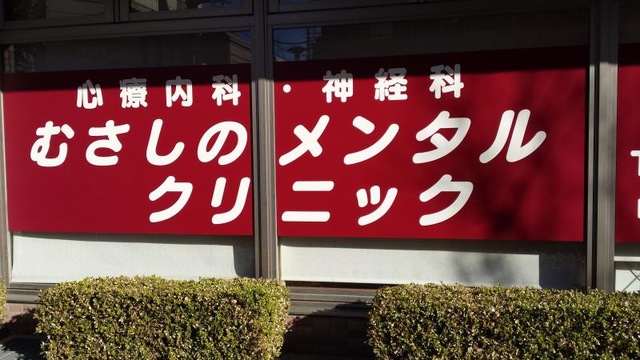 心療内科・神経科
むさしのメンタル
クリニック